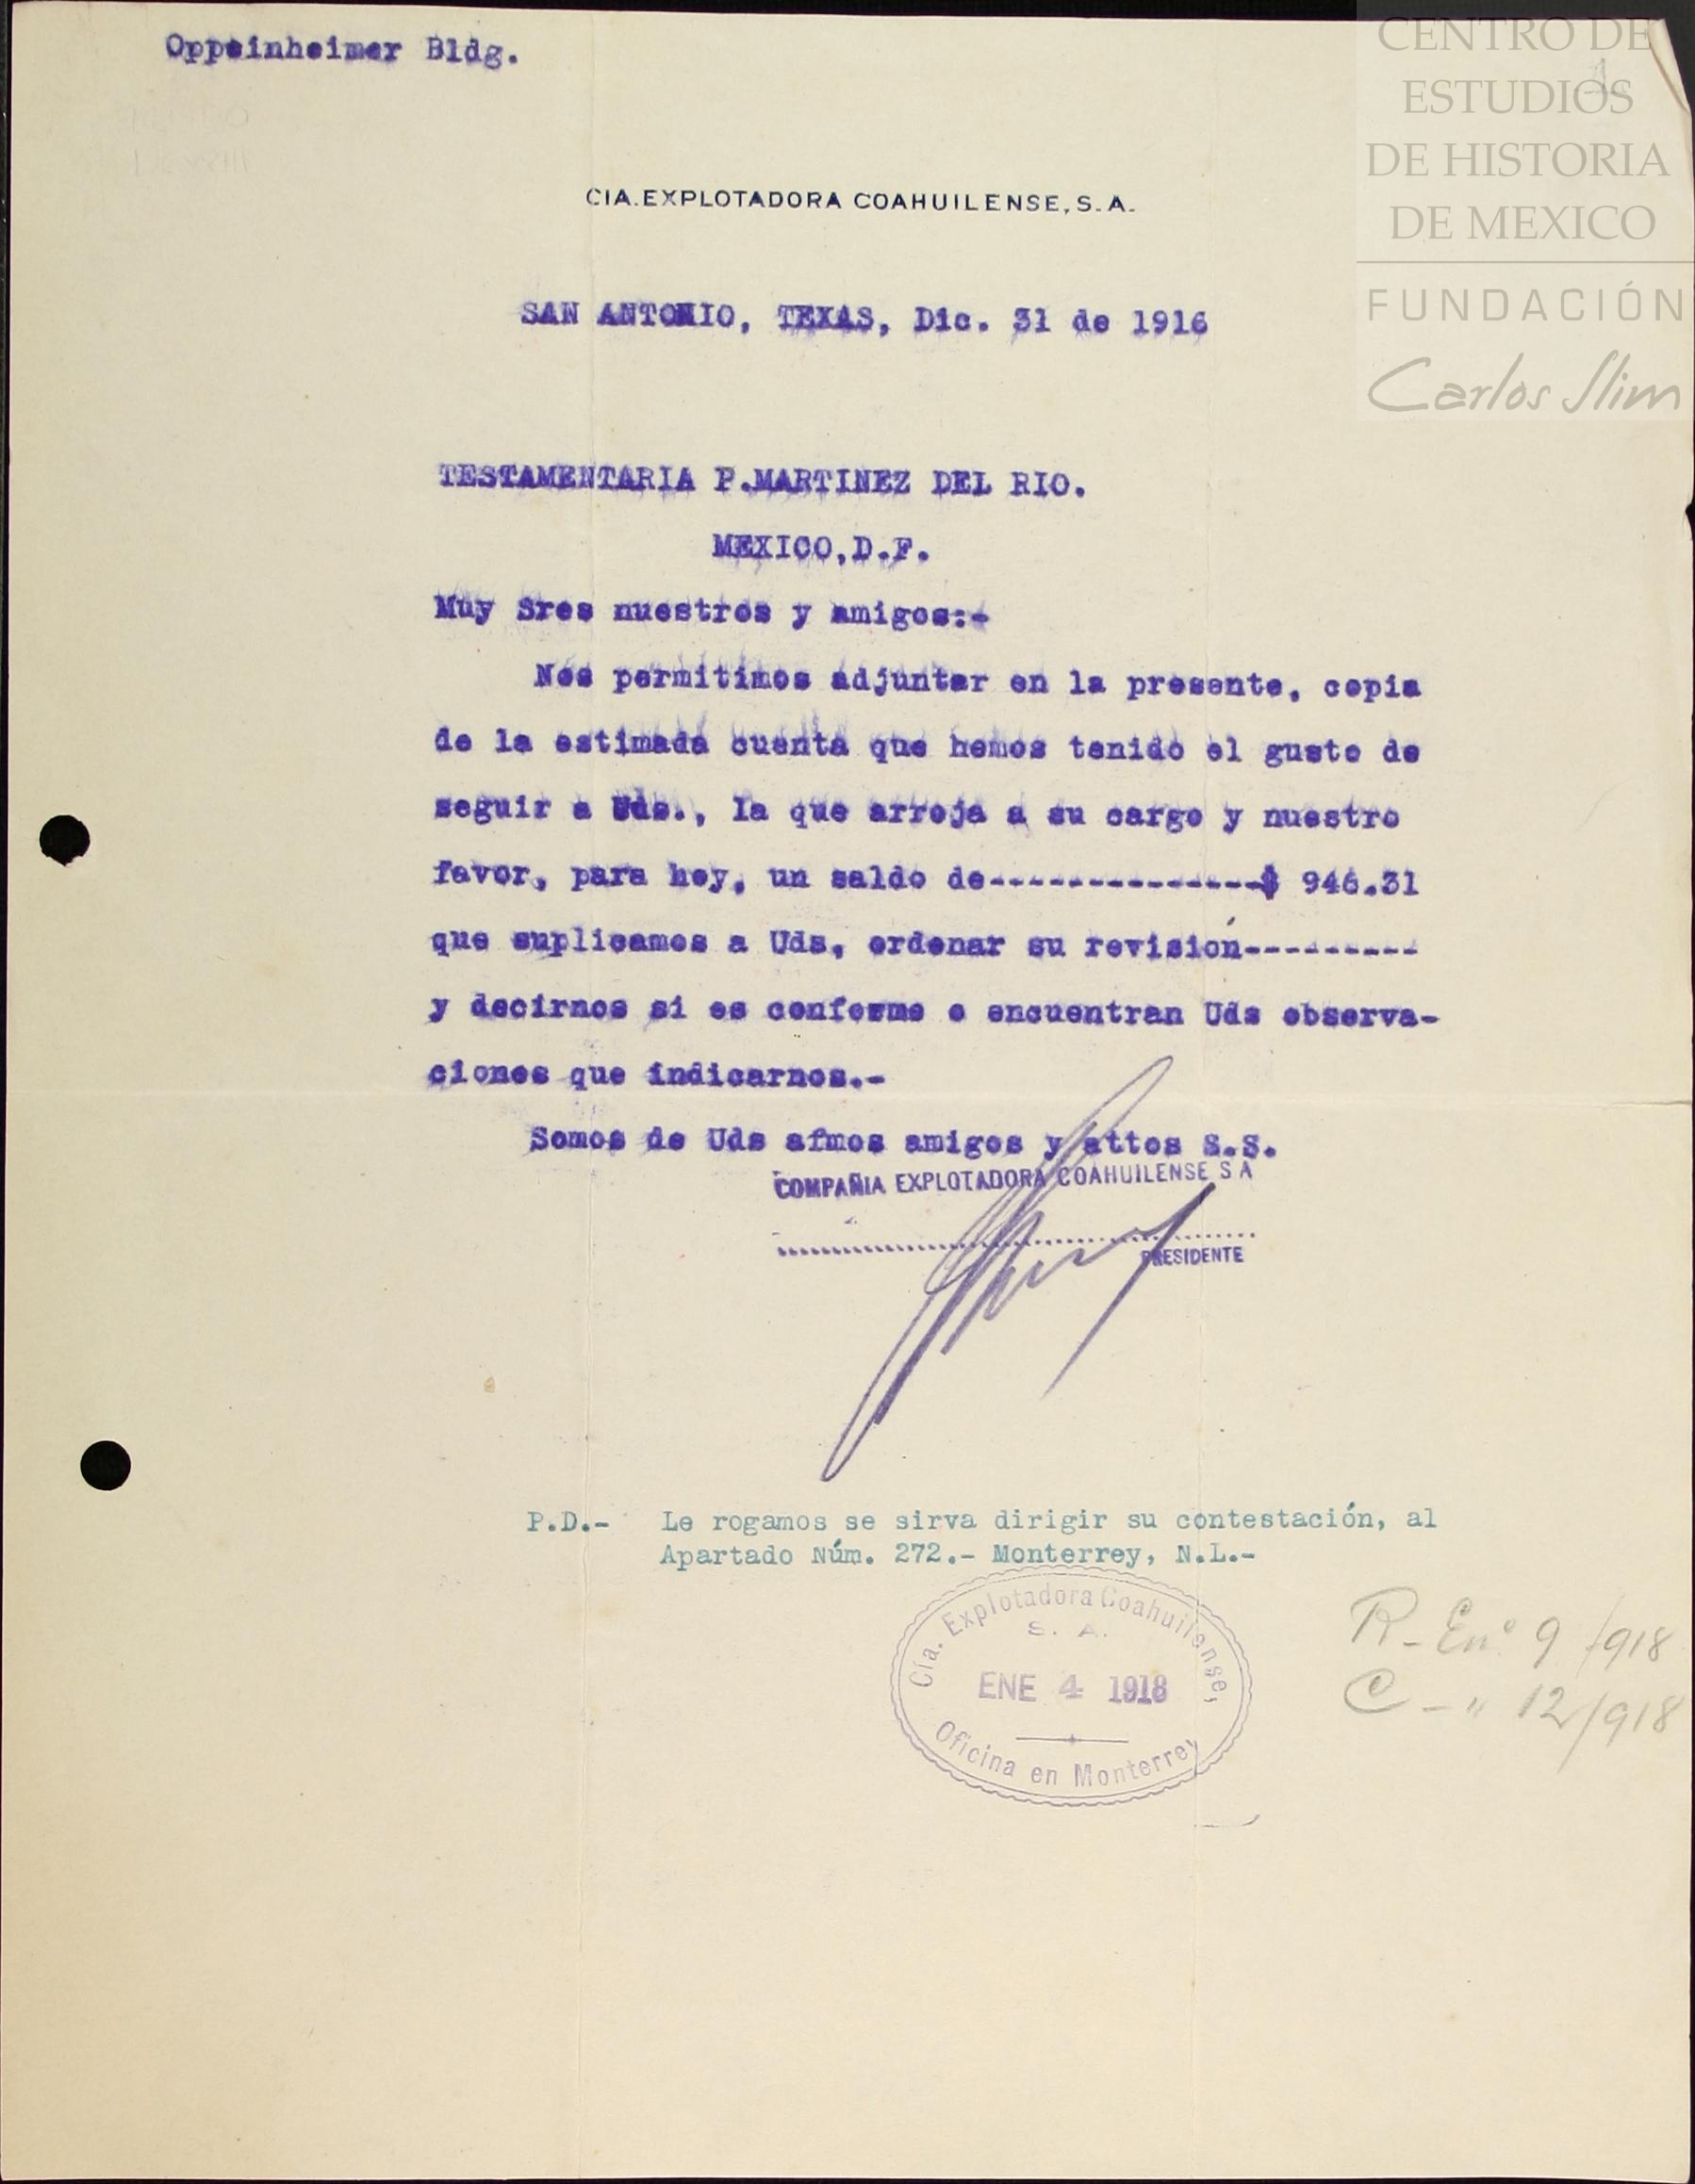 Oppeinheimer Bldg.
CENTRO DE
ESTUDIOS
DE HISTORIA
DE MEXICO
FUNDACIÓN
Carlos Slim
1
CIA. EXPLOTADORA COAHUILENSE, S.A.
SAN ANTONIO, TEXAS, Dic. 31 de 1916
TESTAMENTARIA P.MARTINEZ DEL RIO.
MEXICO,D.F.
Muy Sres nuestros y amigos:-
Nos permitimos adjuntar en la presente, copia
de la estimada cuenta que hemos tenido el gusto de
seguir a Uds., la que arroja a su cargo y nuestro
favor, para hoy, un saldo de---------------$ 946.31
que suplicamos a Uds, ordenar su revisión---------
y decirnos si es conforme o encuentran Uds observa-
ciones que indicarnos.-
Somos de Uds afmos amigos y attos S.S.
COMPAÑIA EXPLOTADORA COAHUILENSE S A
PRESIDENTE
P.D.- Le rogamos se sirva dirigir su contestación, al
Apartado Núm. 272.- Monterrey, N.L.-
Cía. Explotadora Coahuilense,
S. A.
ENE 4 1918
Oficina en Monterrey
R- En° 9/918
C - " 12/918